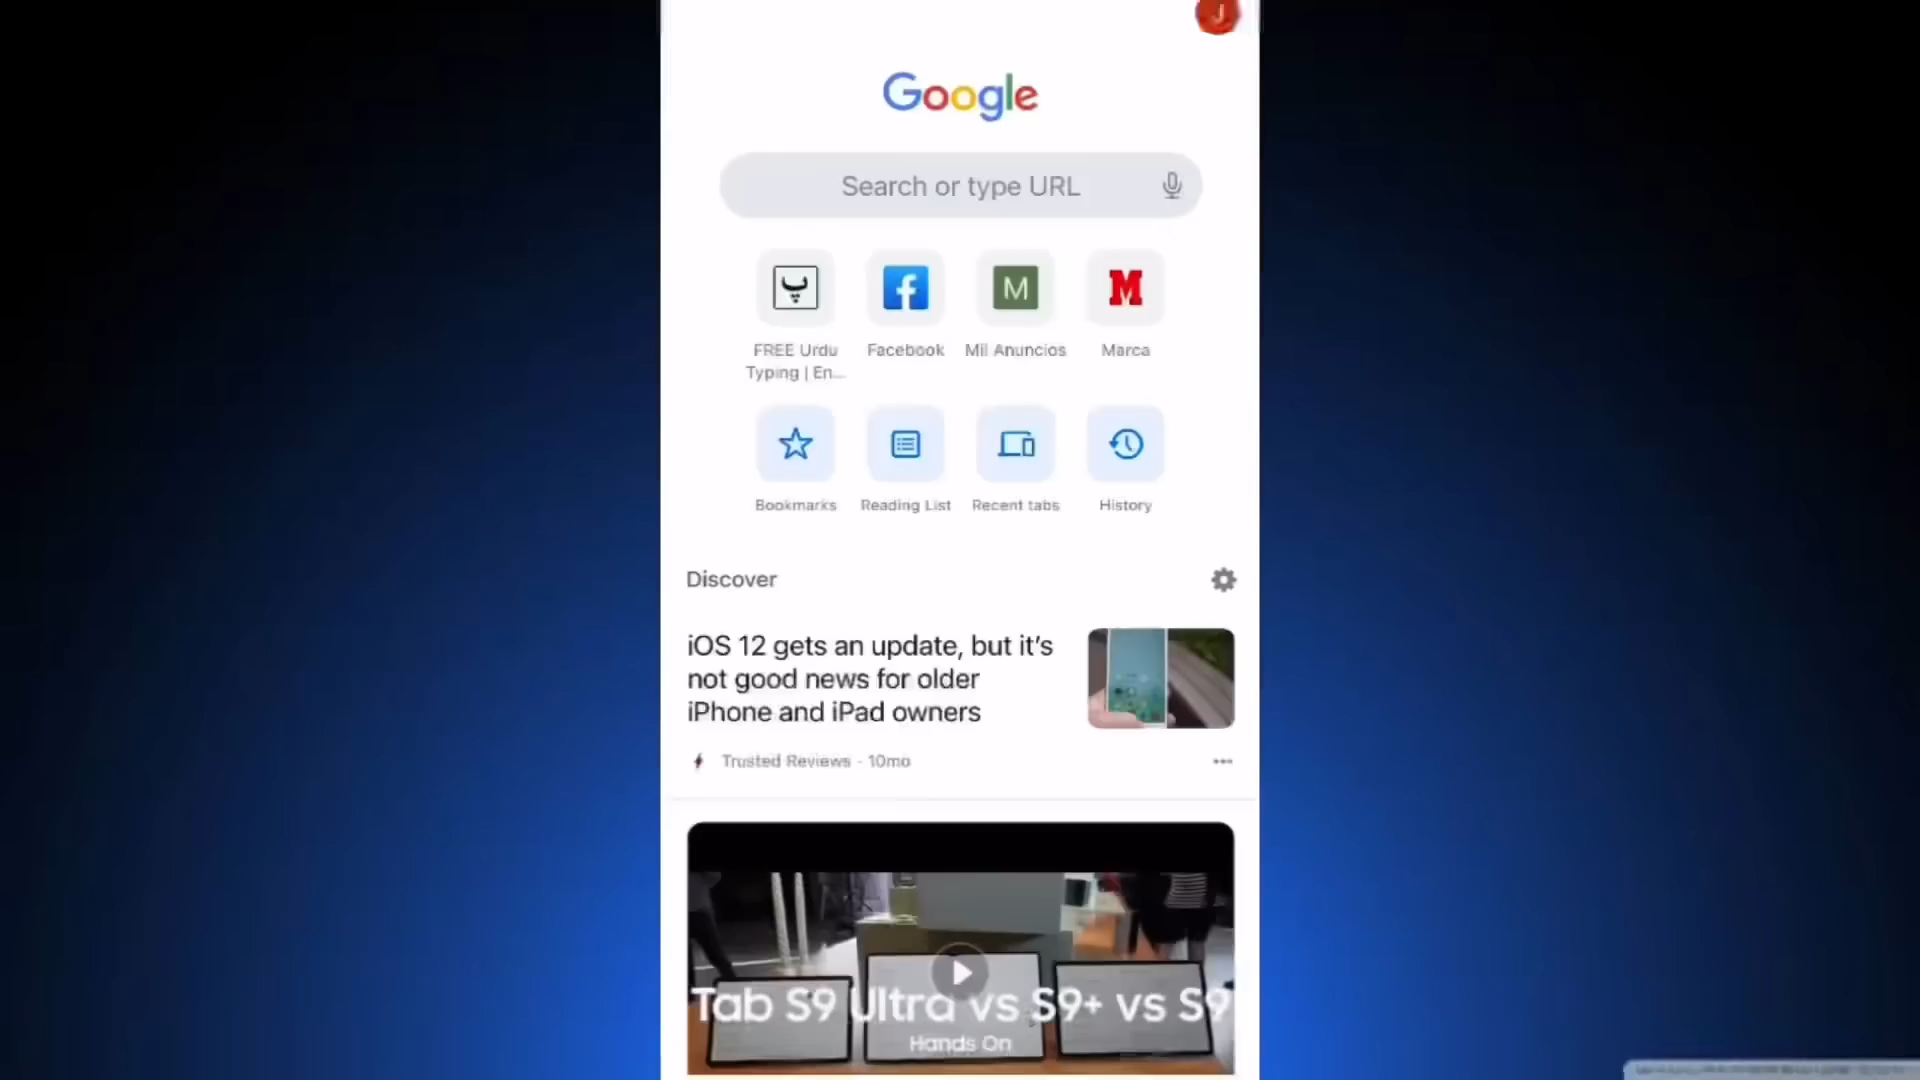 J
Google
Search or type URL
پ
M
M
FREE Urdu
Typing | En...
Facebook
Mil Anuncios
Marca
Bookmarks
Reading List
Recent tabs
History
Discover
iOS 12 gets an update, but it's
not good news for older
iPhone and iPad owners
Trusted Reviews · 10mo
Tab S9 Ultra vs S9+ vs S9
Hands On